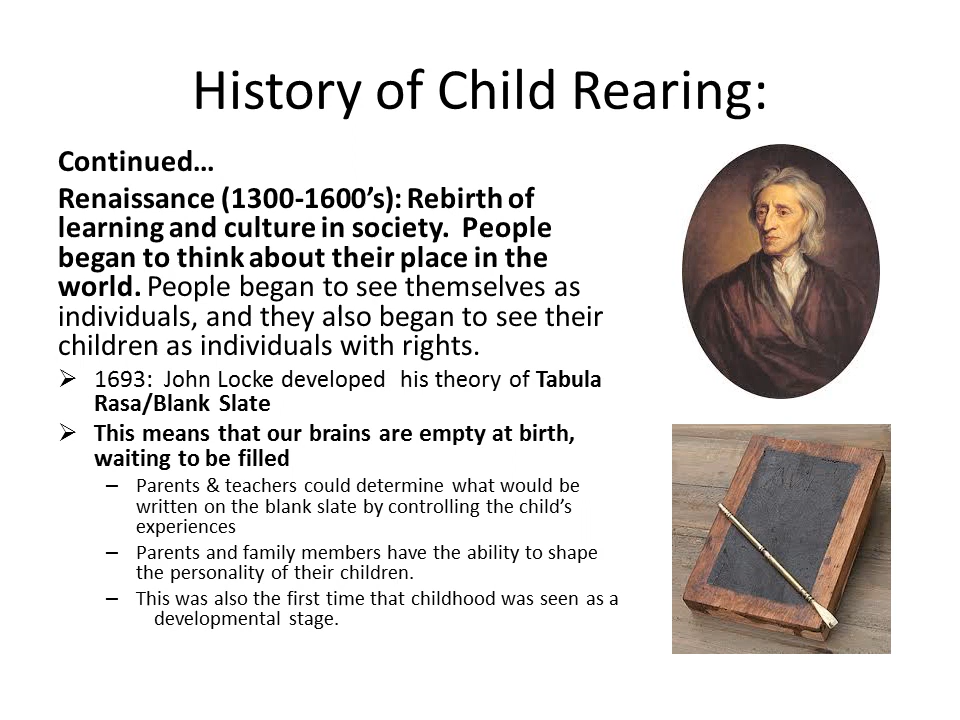 History of Child Rearing:
Continued…
Renaissance (1300-1600’s): Rebirth of
learning and culture in society.  People
began to think about their place in the
world. People began to see themselves as
individuals, and they also began to see their
children as individuals with rights.
➢ 1693:  John Locke developed  his theory of Tabula
Rasa/Blank Slate
➢ This means that our brains are empty at birth,
waiting to be filled
– Parents & teachers could determine what would be
written on the blank slate by controlling the child’s
experiences
– Parents and family members have the ability to shape
the personality of their children.
– This was also the first time that childhood was seen as a
developmental stage.